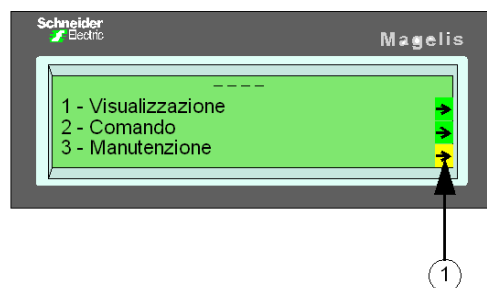 Schneider
Electric
Magelis
----
1 - Visualizzazione
2 - Comando
3 - Manutenzione
1